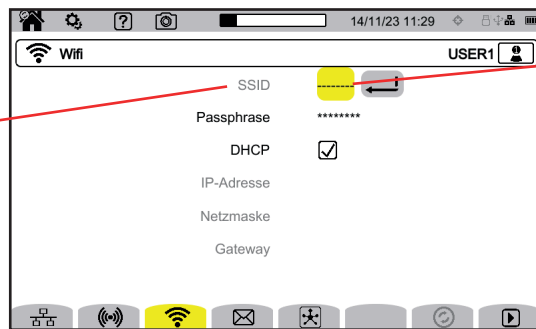 14/11/23 11:29
Wifi USER1
SSID --------
Passphrase ********
DHCP
IP-Adresse
Netzmaske
Gateway